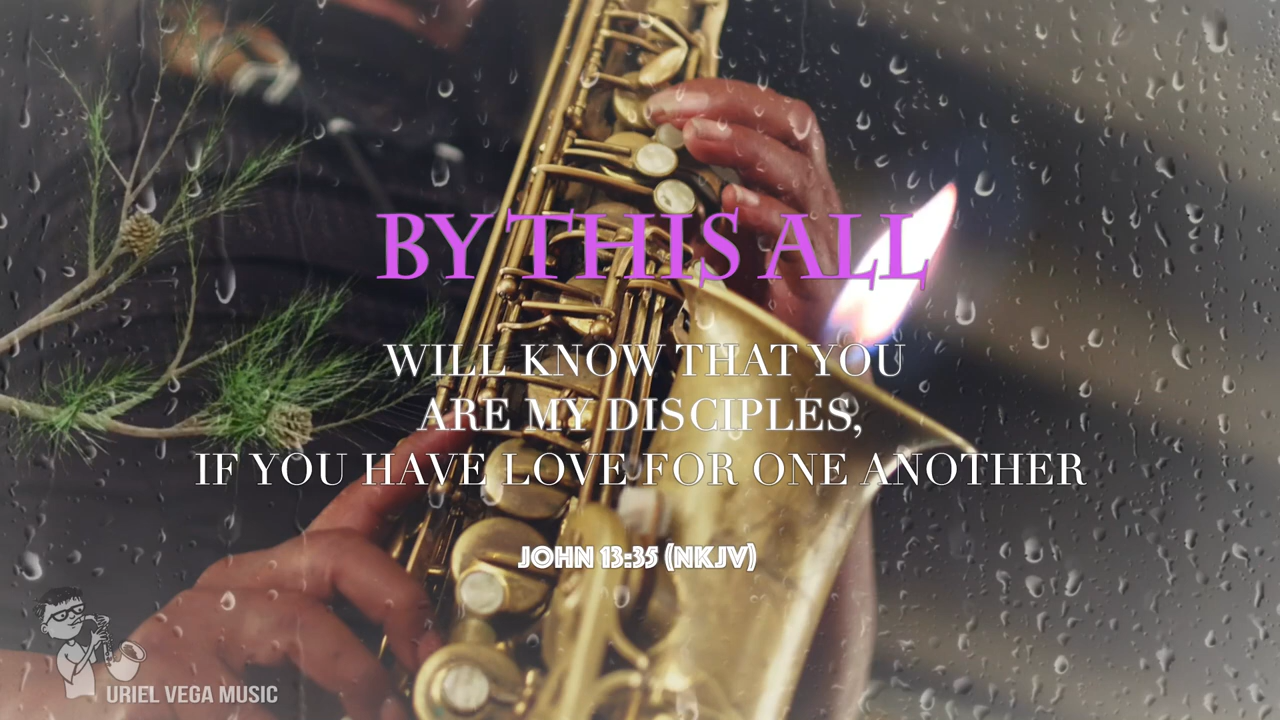 BY THIS ALL
WILL KNOW THAT YOU
ARE MY DISCIPLES,
IF YOU HAVE LOVE FOR ONE ANOTHER
JOHN 13:35 (NKJV)
URIEL VEGA MUSIC